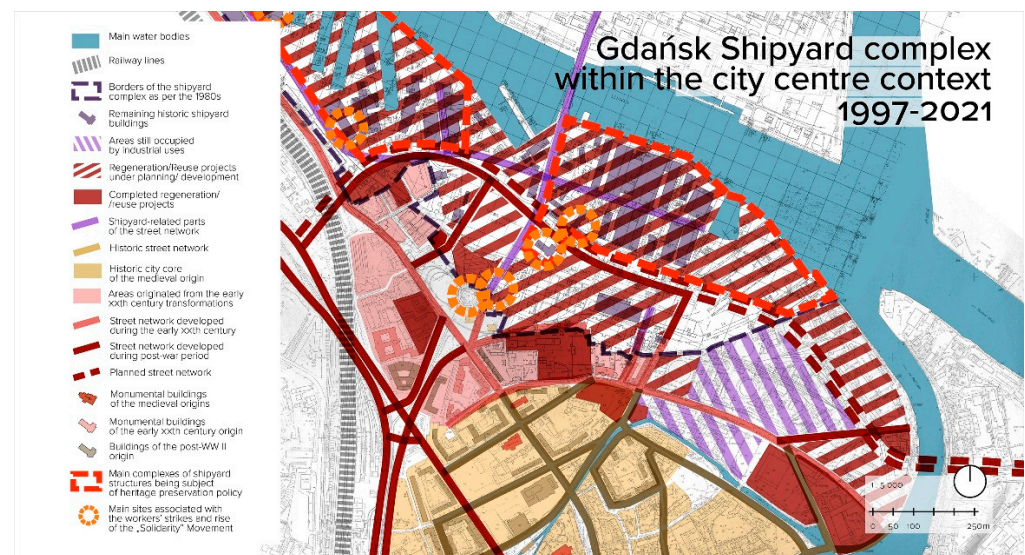 Gdańsk Shipyard complex
within the city centre context
1997-2021
Main water bodies
Railway lines
Borders of the shipyard
complex as per the 1980s
Remaining historic shipyard
buildings
Areas still occupied
by industrial uses
Regeneration/Reuse projects
under planning/ development
Completed regeneration/
/reuse projects
Shipyard-related parts
of the street network
Historic street network
Historic city core
of the medieval origin
Areas originated from the early
xxth century transformations
Street network developed
during the early xxth century
Street network developed
during post-war period
Planned street network
Monumental buildings
of the medieval origins
Monumental buildings
of the early xxth century origin
Buildings of the post-WW II
origin
Main complexes of shipyard
structures being subject
of heritage preservation policy
Main sites associated with
the workers' strikes and rise
of the „Solidarity” Movement
1: 5 000
0 50 100 250m